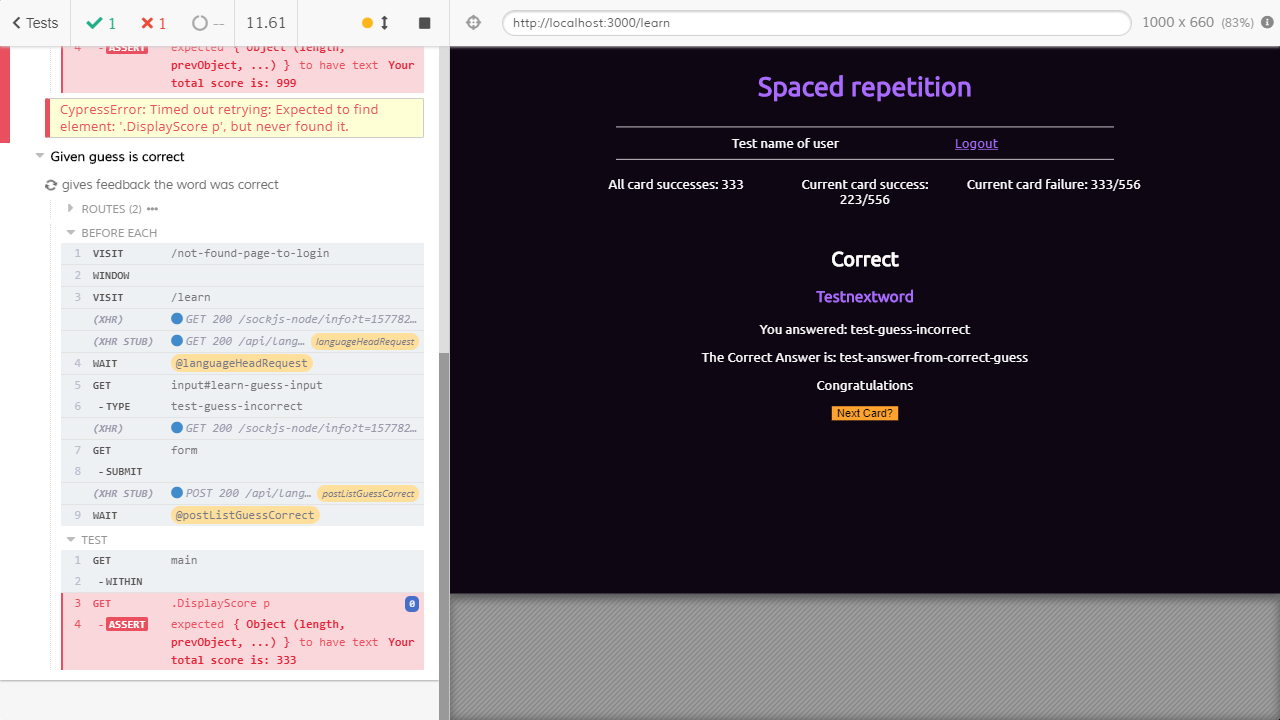 Tests
1
1
--
11.61
http://localhost:3000/learn
1000 x 660 (83%)
4 - ASSERT expected { Object (length,
prevObject, ...) } to have text Your
total score is: 999
CypressError: Timed out retrying: Expected to find
element: '.DisplayScore p', but never found it.
Given guess is correct
gives feedback the word was correct
ROUTES (2)
BEFORE EACH
1 VISIT /not-found-page-to-login
2 WINDOW
3 VISIT /learn
(XHR) GET 200 /sockjs-node/info?t=157782...
(XHR STUB) GET 200 /api/lang... languageHeadRequest
4 WAIT @languageHeadRequest
5 GET input#learn-guess-input
6 - TYPE test-guess-incorrect
(XHR) GET 200 /sockjs-node/info?t=157782...
7 GET form
8 - SUBMIT
(XHR STUB) POST 200 /api/lang... postListGuessCorrect
9 WAIT @postListGuessCorrect
TEST
1 GET main
2 - WITHIN
3 GET .DisplayScore p 0
4 - ASSERT expected { Object (length,
prevObject, ...) } to have text Your
total score is: 333
Spaced repetition
Test name of user
Logout
All card successes: 333
Current card success:
223/556
Current card failure: 333/556
Correct
Testnextword
You answered: test-guess-incorrect
The Correct Answer is: test-answer-from-correct-guess
Congratulations
Next Card?